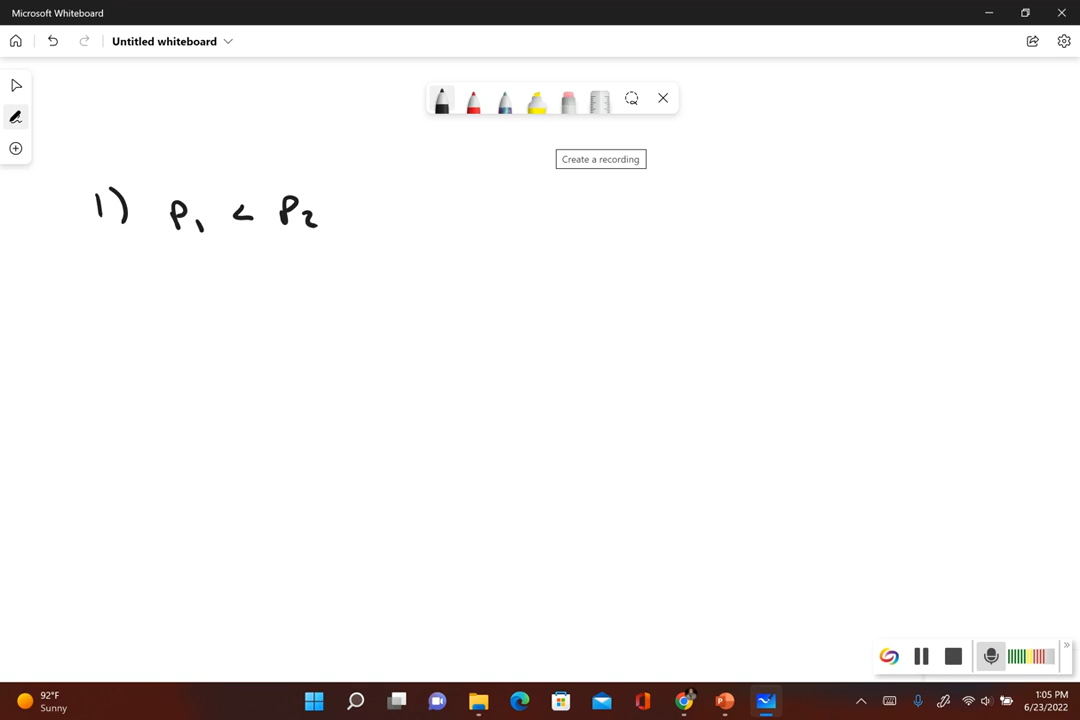 Microsoft Whiteboard
Untitled whiteboard
Create a recording
1) P₁ < P₂
92°F
Sunny
1:05 PM
6/23/2022